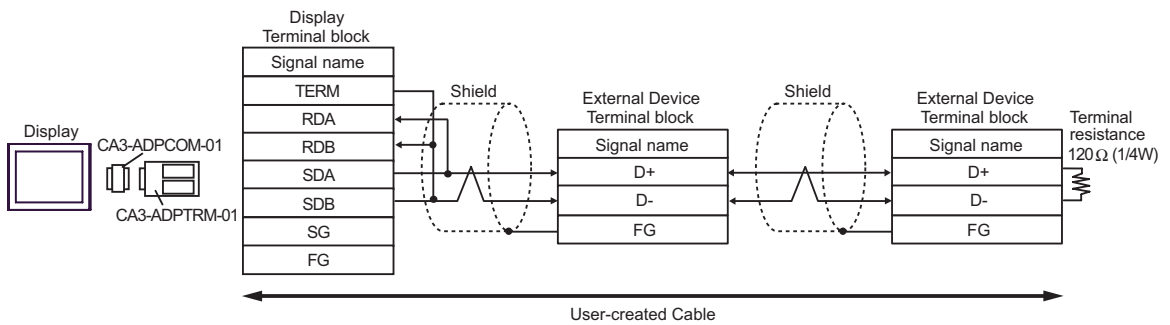 Display
CA3-ADPCOM-01
CA3-ADPTRM-01
Display
Terminal block
Signal name
TERM
RDA
RDB
SDA
SDB
SG
FG
Shield
External Device
Terminal block
Signal name
D+
D-
FG
Shield
External Device
Terminal block
Signal name
D+
D-
FG
Terminal
resistance
120Ω (1/4W)
User-created Cable